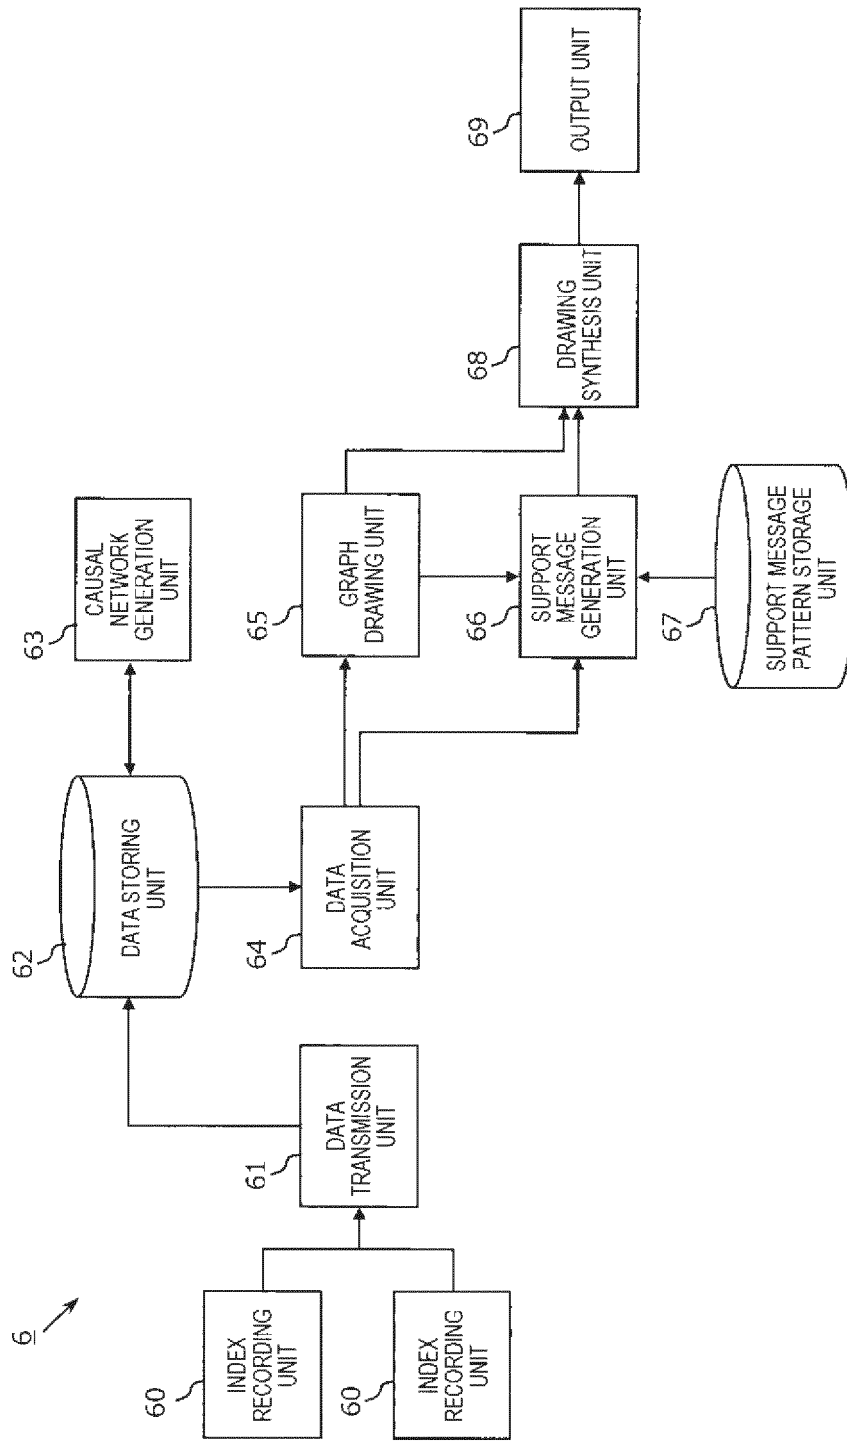 6
60
INDEX
RECORDING
UNIT
60
INDEX
RECORDING
UNIT
61
DATA
TRANSMISSION
UNIT
62
DATA STORING
UNIT
63
CAUSAL
NETWORK
GENERATION
UNIT
64
DATA
ACQUISITION
UNIT
65
GRAPH
DRAWING UNIT
66
SUPPORT
MESSAGE
GENERATION
UNIT
67
SUPPORT MESSAGE
PATTERN STORAGE
UNIT
68
DRAWING
SYNTHESIS UNIT
69
OUTPUT UNIT